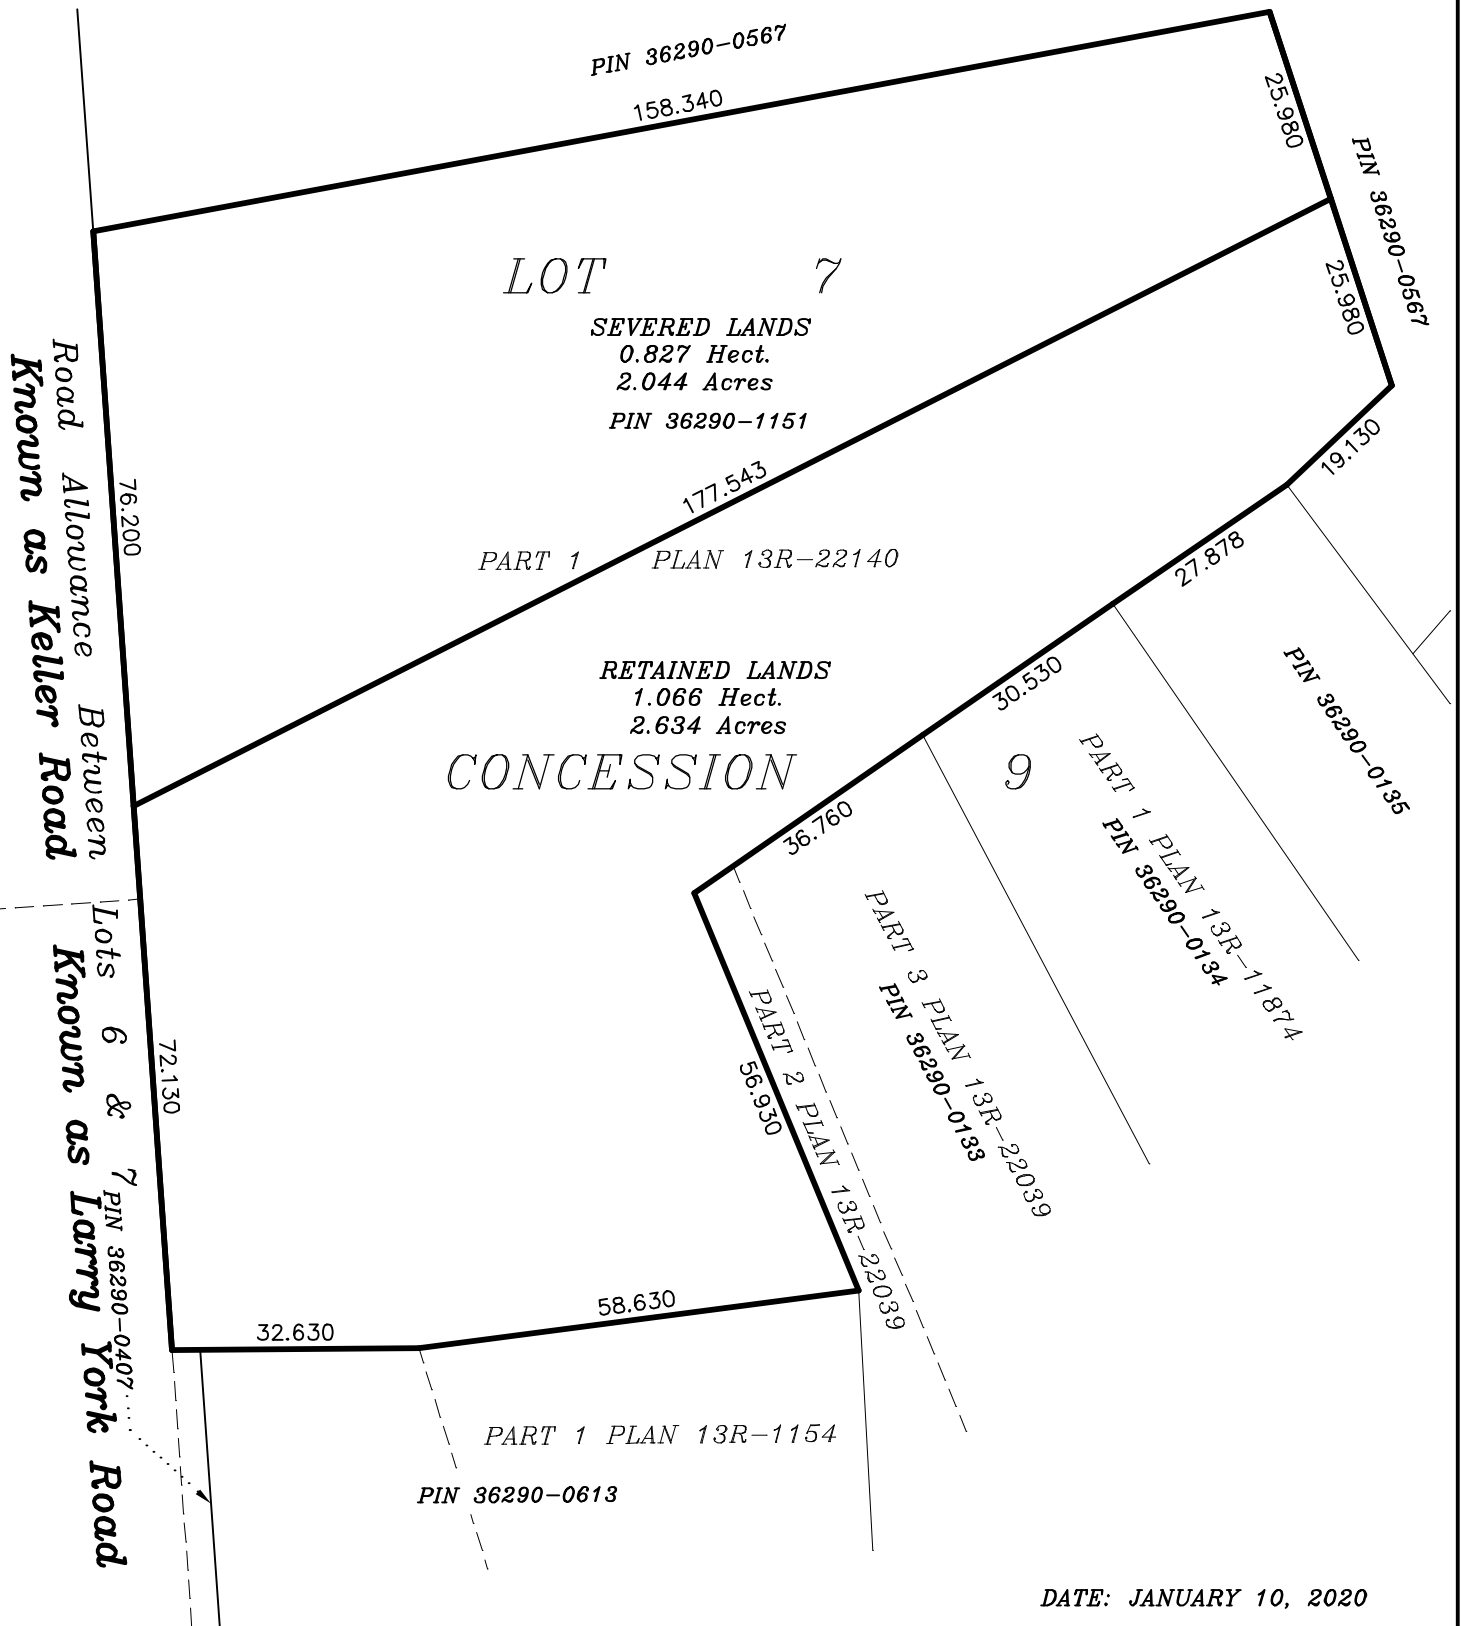 PIN 36290-0567
158.340
25.980
PIN 36290-0567
25.980
LOT 7
SEVERED LANDS
0.827 Hect.
2.044 Acres
PIN 36290-1151
177.543
19.130
76.200
PART 1 PLAN 13R-22140
27.878
Road Allowance Between Lots 6 & 7
Known as Keller Road
RETAINED LANDS
1.066 Hect.
2.634 Acres
30.530
PIN 36290-0135
CONCESSION 9
36.760
PART 1 PLAN 13R-11874
PIN 36290-0134
PART 3 PLAN 13R-22039
PIN 36290-0133
PART 2 PLAN 13R-22039
56.930
72.130
Known as Larry York Road
PIN 36290-0407
58.630
32.630
PART 1 PLAN 13R-1154
PIN 36290-0613
DATE: JANUARY 10, 2020